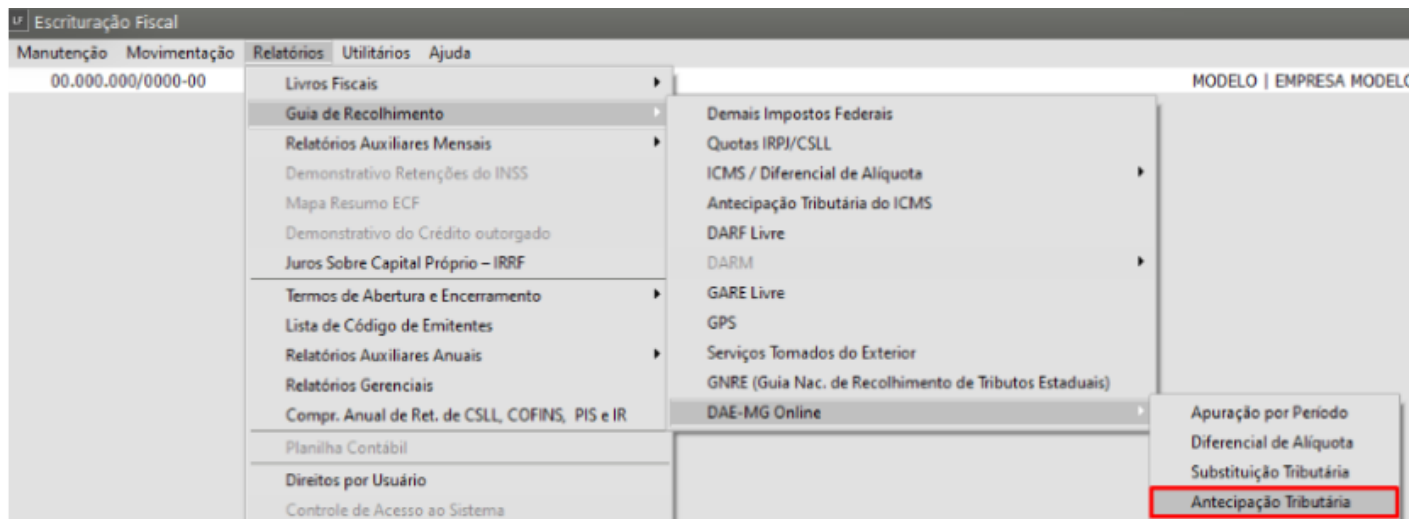 LF Escrituração Fiscal
Manutenção Movimentação Relatórios Utilitários Ajuda
00.000.000/0000-00
MODELO | EMPRESA MODELO
Livros Fiscais
Guia de Recolhimento
Relatórios Auxiliares Mensais
Demonstrativo Retenções do INSS
Mapa Resumo ECF
Demonstrativo do Crédito outorgado
Juros Sobre Capital Próprio – IRRF
Termos de Abertura e Encerramento
Lista de Código de Emitentes
Relatórios Auxiliares Anuais
Relatórios Gerenciais
Compr. Anual de Ret. de CSLL, COFINS, PIS e IR
Planilha Contábil
Direitos por Usuário
Controle de Acesso ao Sistema
Demais Impostos Federais
Quotas IRPJ/CSLL
ICMS / Diferencial de Alíquota
Antecipação Tributária do ICMS
DARF Livre
DARM
GARE Livre
GPS
Serviços Tomados do Exterior
GNRE (Guia Nac. de Recolhimento de Tributos Estaduais)
DAE-MG Online
Apuração por Período
Diferencial de Alíquota
Substituição Tributária
Antecipação Tributária